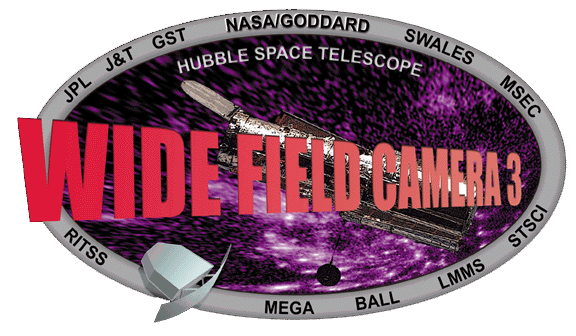 JPL J&T GST NASA/GODDARD SWALES MSEC
HUBBLE SPACE TELESCOPE
WIDE FIELD CAMERA 3
RITSS MEGA BALL LMMS STSCI